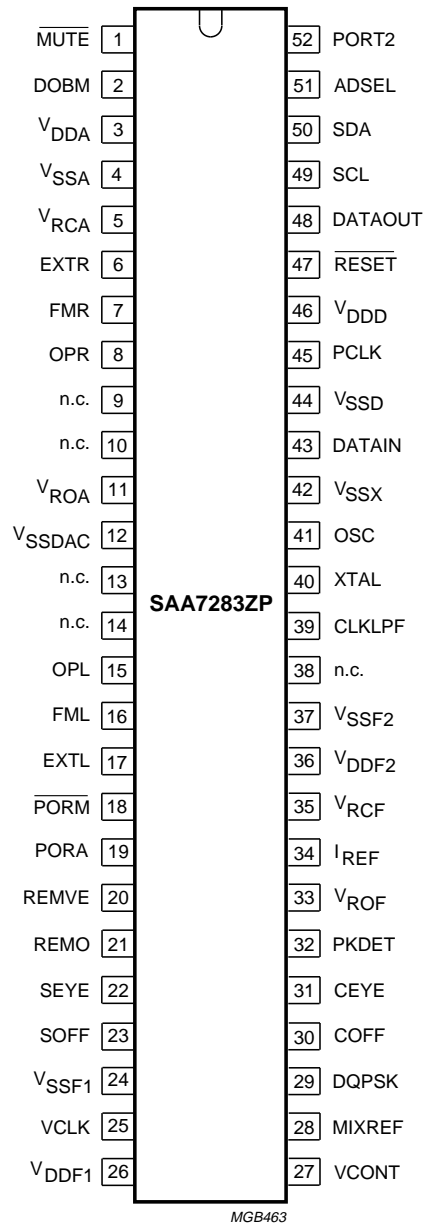 MUTE 1 52 PORT2
DOBM 2 51 ADSEL
VDDA 3 50 SDA
VSSA 4 49 SCL
VRCA 5 48 DATAOUT
EXTR 6 47 RESET
FMR 7 46 VDDD
OPR 8 45 PCLK
n.c. 9 44 VSSD
n.c. 10 43 DATAIN
VROA 11 42 VSSX
VSSDAC 12 41 OSC
n.c. 13 40 XTAL
SAA7283ZP
n.c. 14 39 CLKLPF
OPL 15 38 n.c.
FML 16 37 VSSF2
EXTL 17 36 VDDF2
PORM 18 35 VRCF
PORA 19 34 IREF
REMVE 20 33 VROF
REMO 21 32 PKDET
SEYE 22 31 CEYE
SOFF 23 30 COFF
VSSF1 24 29 DQPSK
VCLK 25 28 MIXREF
VDDF1 26 27 VCONT
MGB463